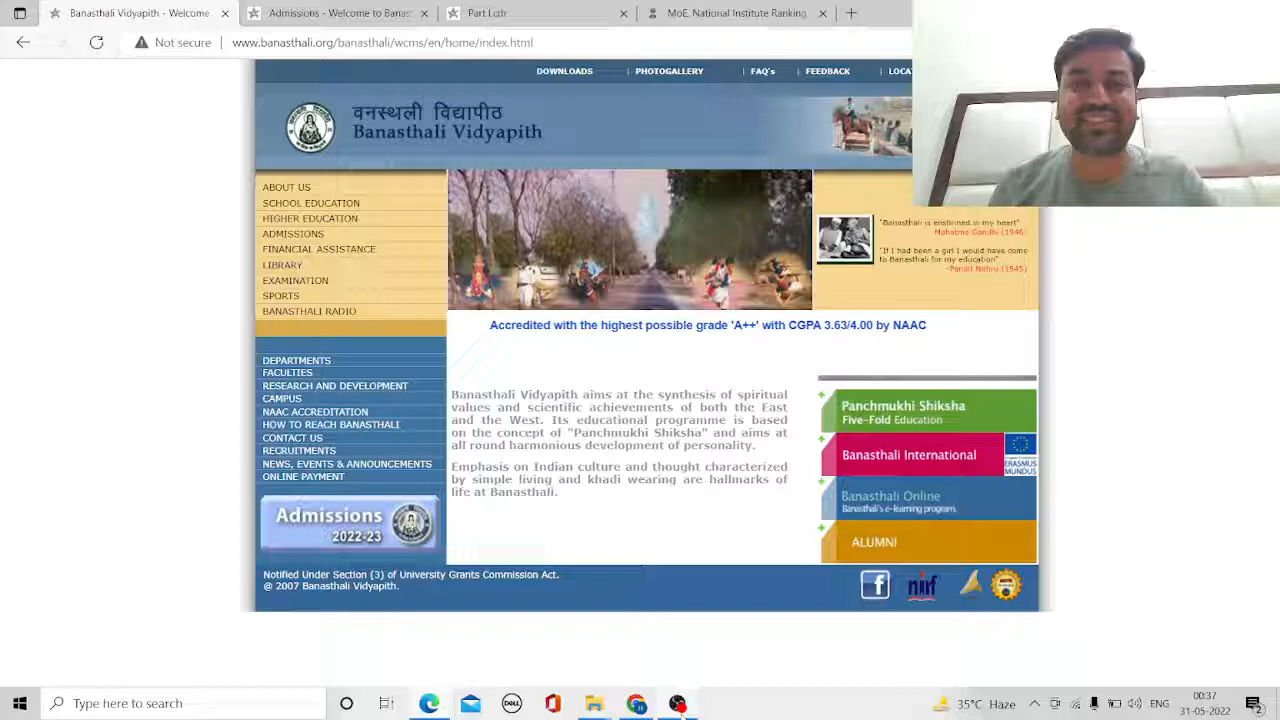 Banasthali Vidyapith - Welcome
Admissions - Welcome to Banas
Part Lcdr
MoE, National Institute Ranking
Not secure
www.banasthali.org/banasthali/wcms/en/home/index.html
DOWNLOADS | PHOTOGALLERY | FAQ's | FEEDBACK | LOCA
वनस्थली विद्यापीठ
Banasthali Vidyapith
ABOUT US
SCHOOL EDUCATION
HIGHER EDUCATION
ADMISSIONS
FINANCIAL ASSISTANCE
LIBRARY
EXAMINATION
SPORTS
BANASTHALI RADIO
"Banasthali is enshrined in my heart"
Mahatma Gandhi (1946)
"If I had been a girl I would have come
to Banasthali for my education"
-Pandit Nehru (1945)
Accredited with the highest possible grade 'A++' with CGPA 3.63/4.00 by NAAC
DEPARTMENTS
FACULTIES
RESEARCH AND DEVELOPMENT
CAMPUS
NAAC ACCREDITATION
HOW TO REACH BANASTHALI
CONTACT US
RECRUITMENTS
NEWS, EVENTS & ANNOUNCEMENTS
ONLINE PAYMENT
Admissions
2022-23
Banasthali Vidyapith aims at the synthesis of spiritual
values and scientific achievements of both the East
and the West. Its educational programme is based
on the concept of "Panchmukhi Shiksha" and aims at
all round harmonious development of personality.
Emphasis on Indian culture and thought characterized
by simple living and khadi wearing are hallmarks of
life at Banasthali.
Panchmukhi Shiksha
Five-Fold Education
Banasthali International
ERASMUS
MUNDUS
Banasthali Online
Banasthali's e-learning program.
ALUMNI
Notified Under Section (3) of University Grants Commission Act.
@ 2007 Banasthali Vidyapith.
f
nirf
Type here to search
DELL
35°C Haze
ENG
00:37
31-05-2022
2